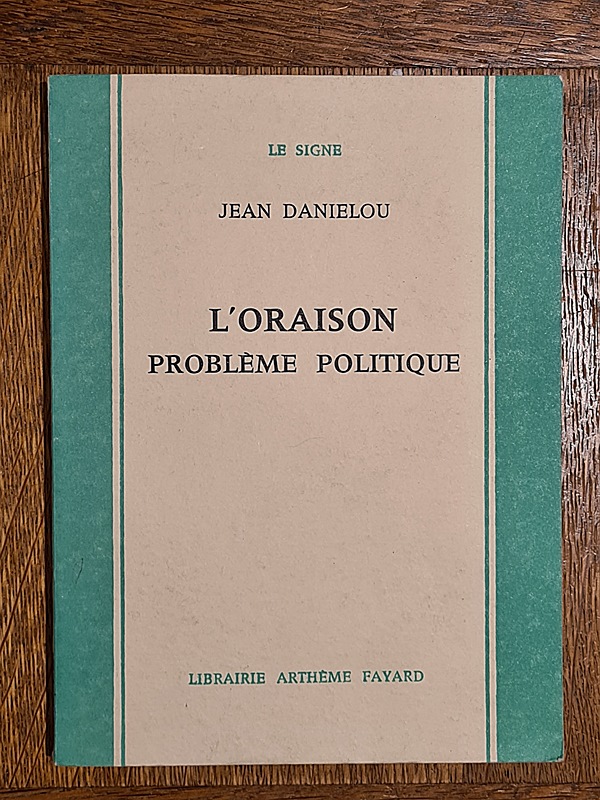 LE SIGNE
JEAN DANIELOU
L'ORAISON
PROBLÈME POLITIQUE
LIBRAIRIE ARTHÈME FAYARD